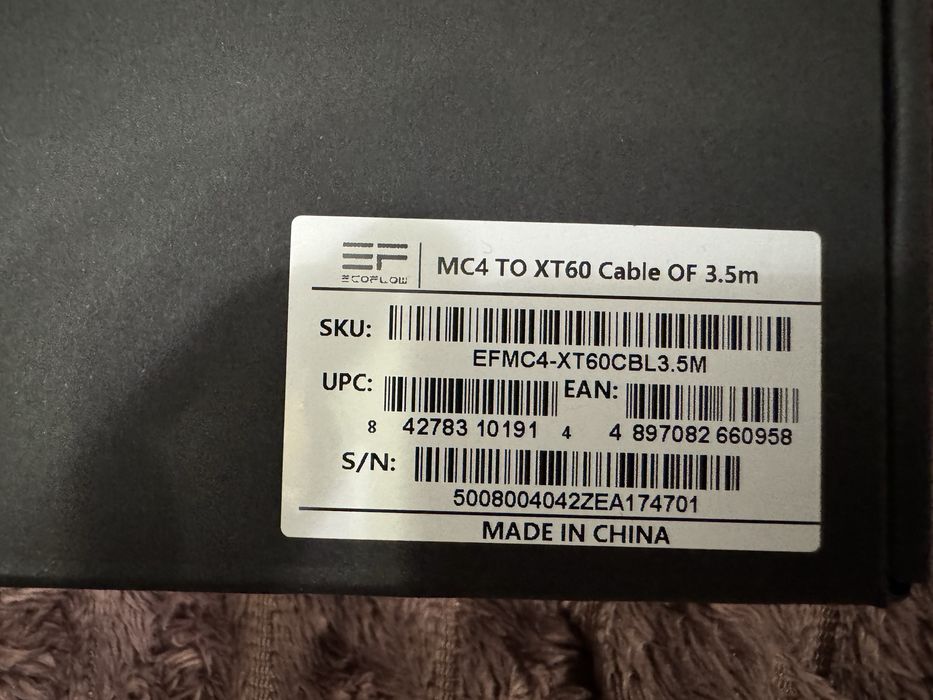 EF
ECOFLOW
MC4 TO XT60 Cable OF 3.5m
SKU:
EFMC4-XT60CBL3.5M
UPC:
8 42783 10191 4
EAN:
4 897082 660958
S/N:
5008004042ZEA174701
MADE IN CHINA